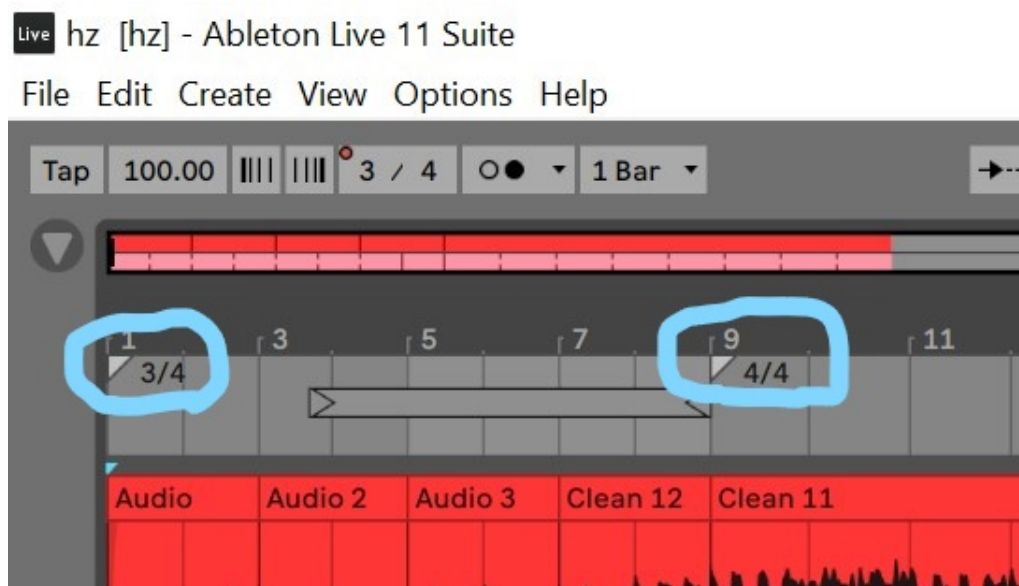 Live hz [hz] - Ableton Live 11 Suite
File Edit Create View Options Help
Tap 100.00 3 / 4 1 Bar
1 3 5 7 9 11
3/4 4/4
Audio Audio 2 Audio 3 Clean 12 Clean 11